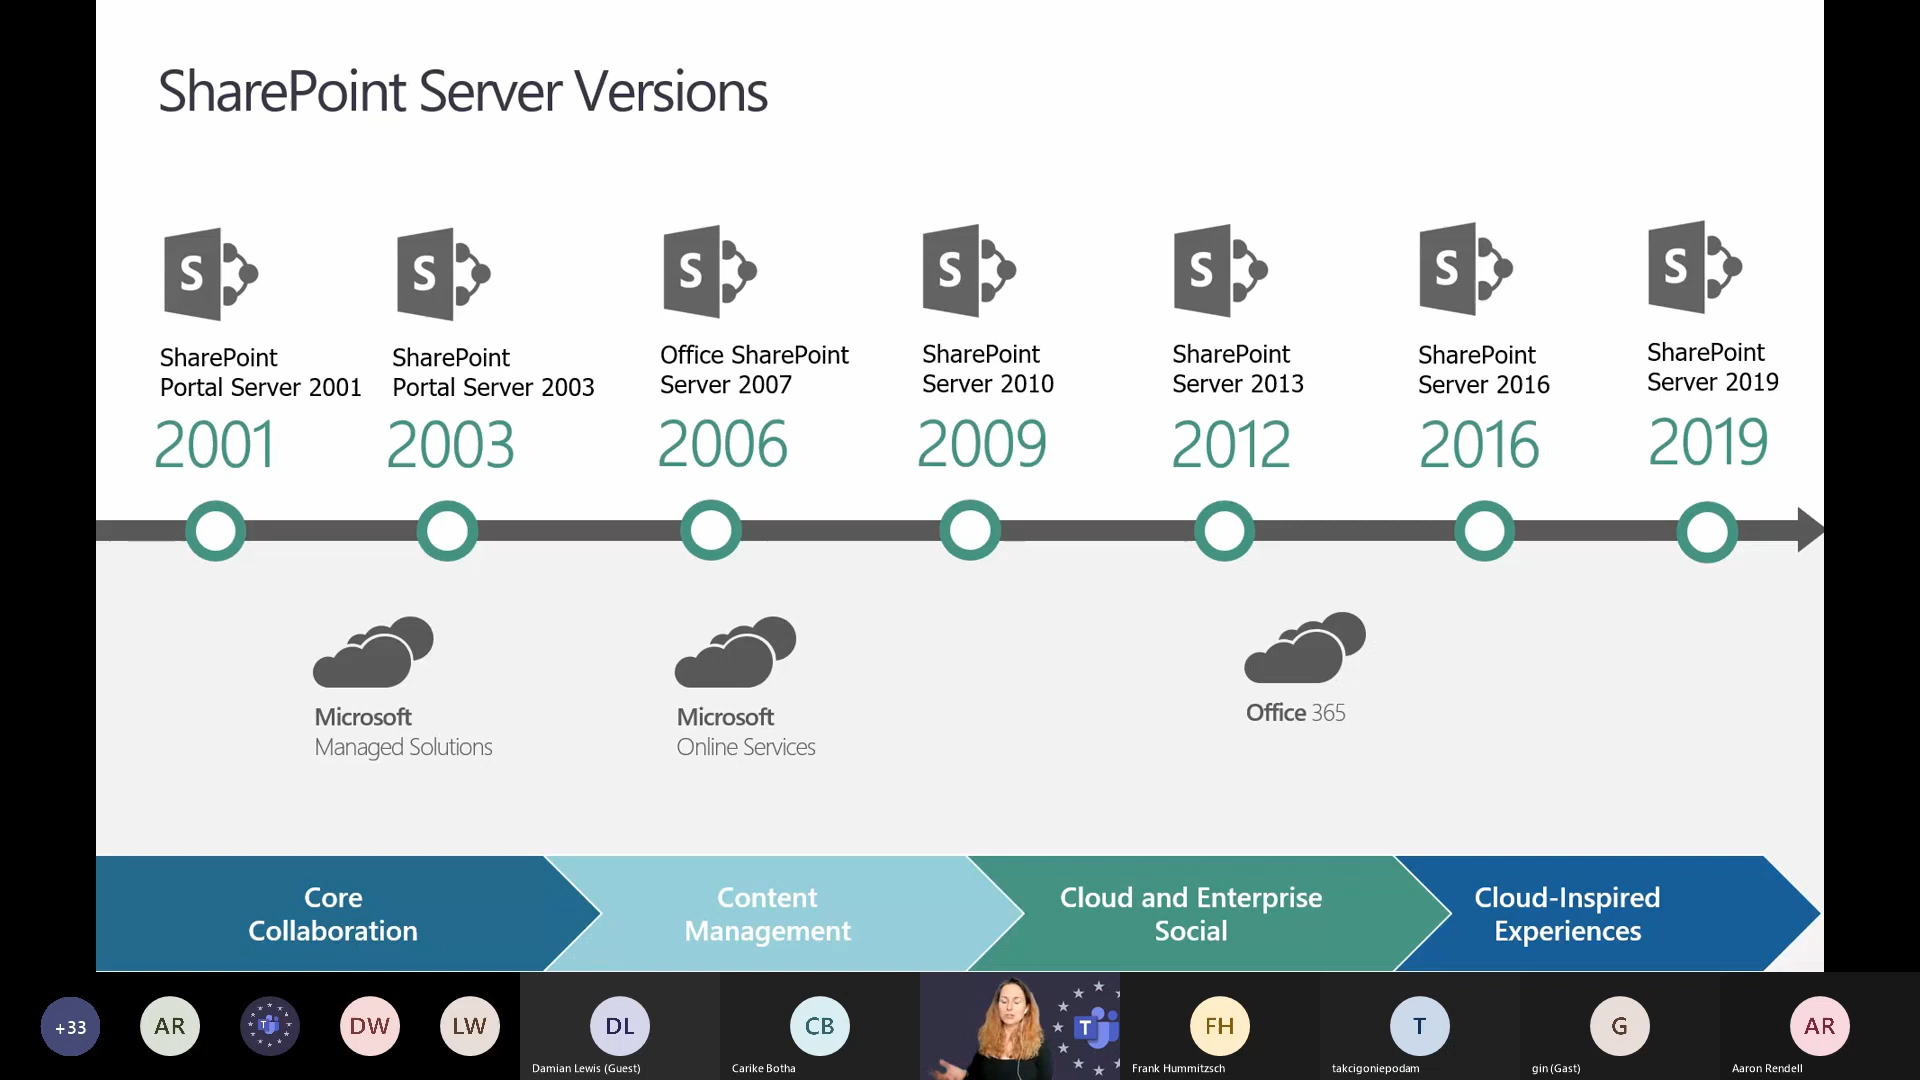 SharePoint Server Versions
S
S
S
S
S
S
S
SharePoint
Portal Server 2001
SharePoint
Portal Server 2003
Office SharePoint
Server 2007
SharePoint
Server 2010
SharePoint
Server 2013
SharePoint
Server 2016
SharePoint
Server 2019
2001
2003
2006
2009
2012
2016
2019
Microsoft
Managed Solutions
Microsoft
Online Services
Office 365
Core
Collaboration
Content
Management
Cloud and Enterprise
Social
Cloud-Inspired
Experiences
+33
AR
T
DW
LW
DL
Damian Lewis (Guest)
CB
Carike Botha
T
FH
Frank Hummitzsch
T
takcigoniepodam
G
gin (Gast)
AR
Aaron Rendell